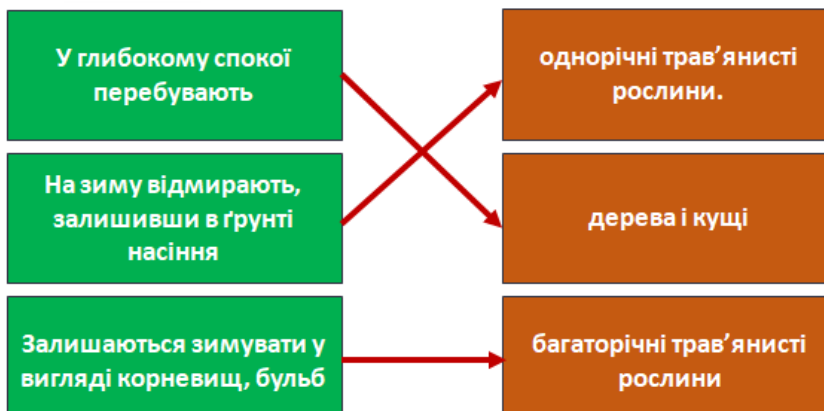 У глибокому спокої
перебувають
однорічні трав’янисті
рослини.
На зиму відмирають,
залишивши в ґрунті
насіння
дерева і кущі
Залишаються зимувати у
вигляді корневищ, бульб
багаторічні трав’янисті
рослини